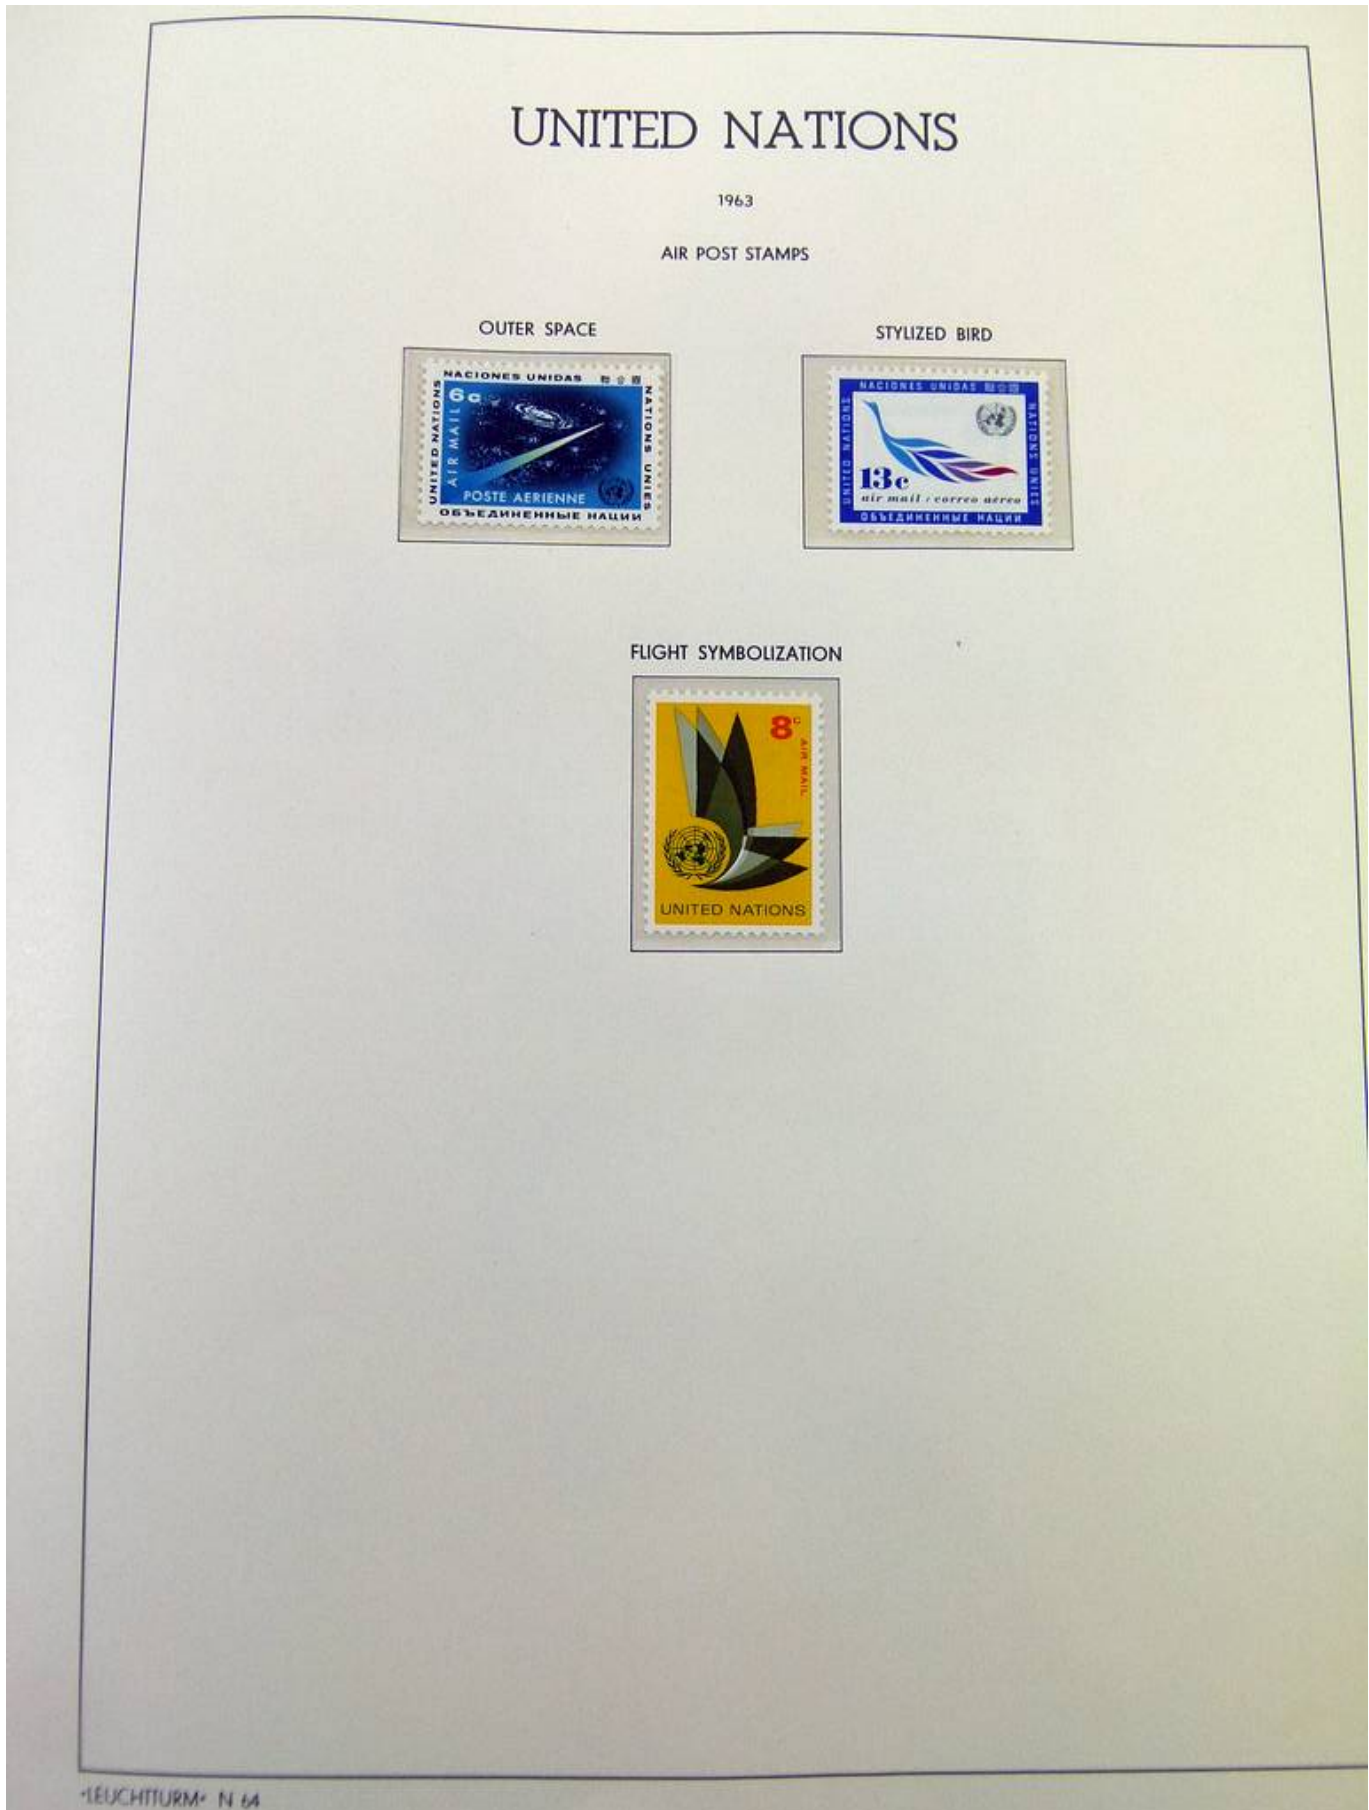 UNITED NATIONS
1963
AIR POST STAMPS
OUTER SPACE
NACIONES UNIDAS
UNITED NATIONS
6c
AIR MAIL
NATIONS UNIES
POSTE AERIENNE
ОБЪЕДИНЕННЫЕ НАЦИИ
STYLIZED BIRD
NACIONES UNIDAS
UNITED NATIONS
NATIONS UNIES
13c
air mail : correo aéreo
ОБЪЕДИНЕННЫЕ НАЦИИ
FLIGHT SYMBOLIZATION
8c
AIR MAIL
UNITED NATIONS
•LEUCHTTURM• N 64